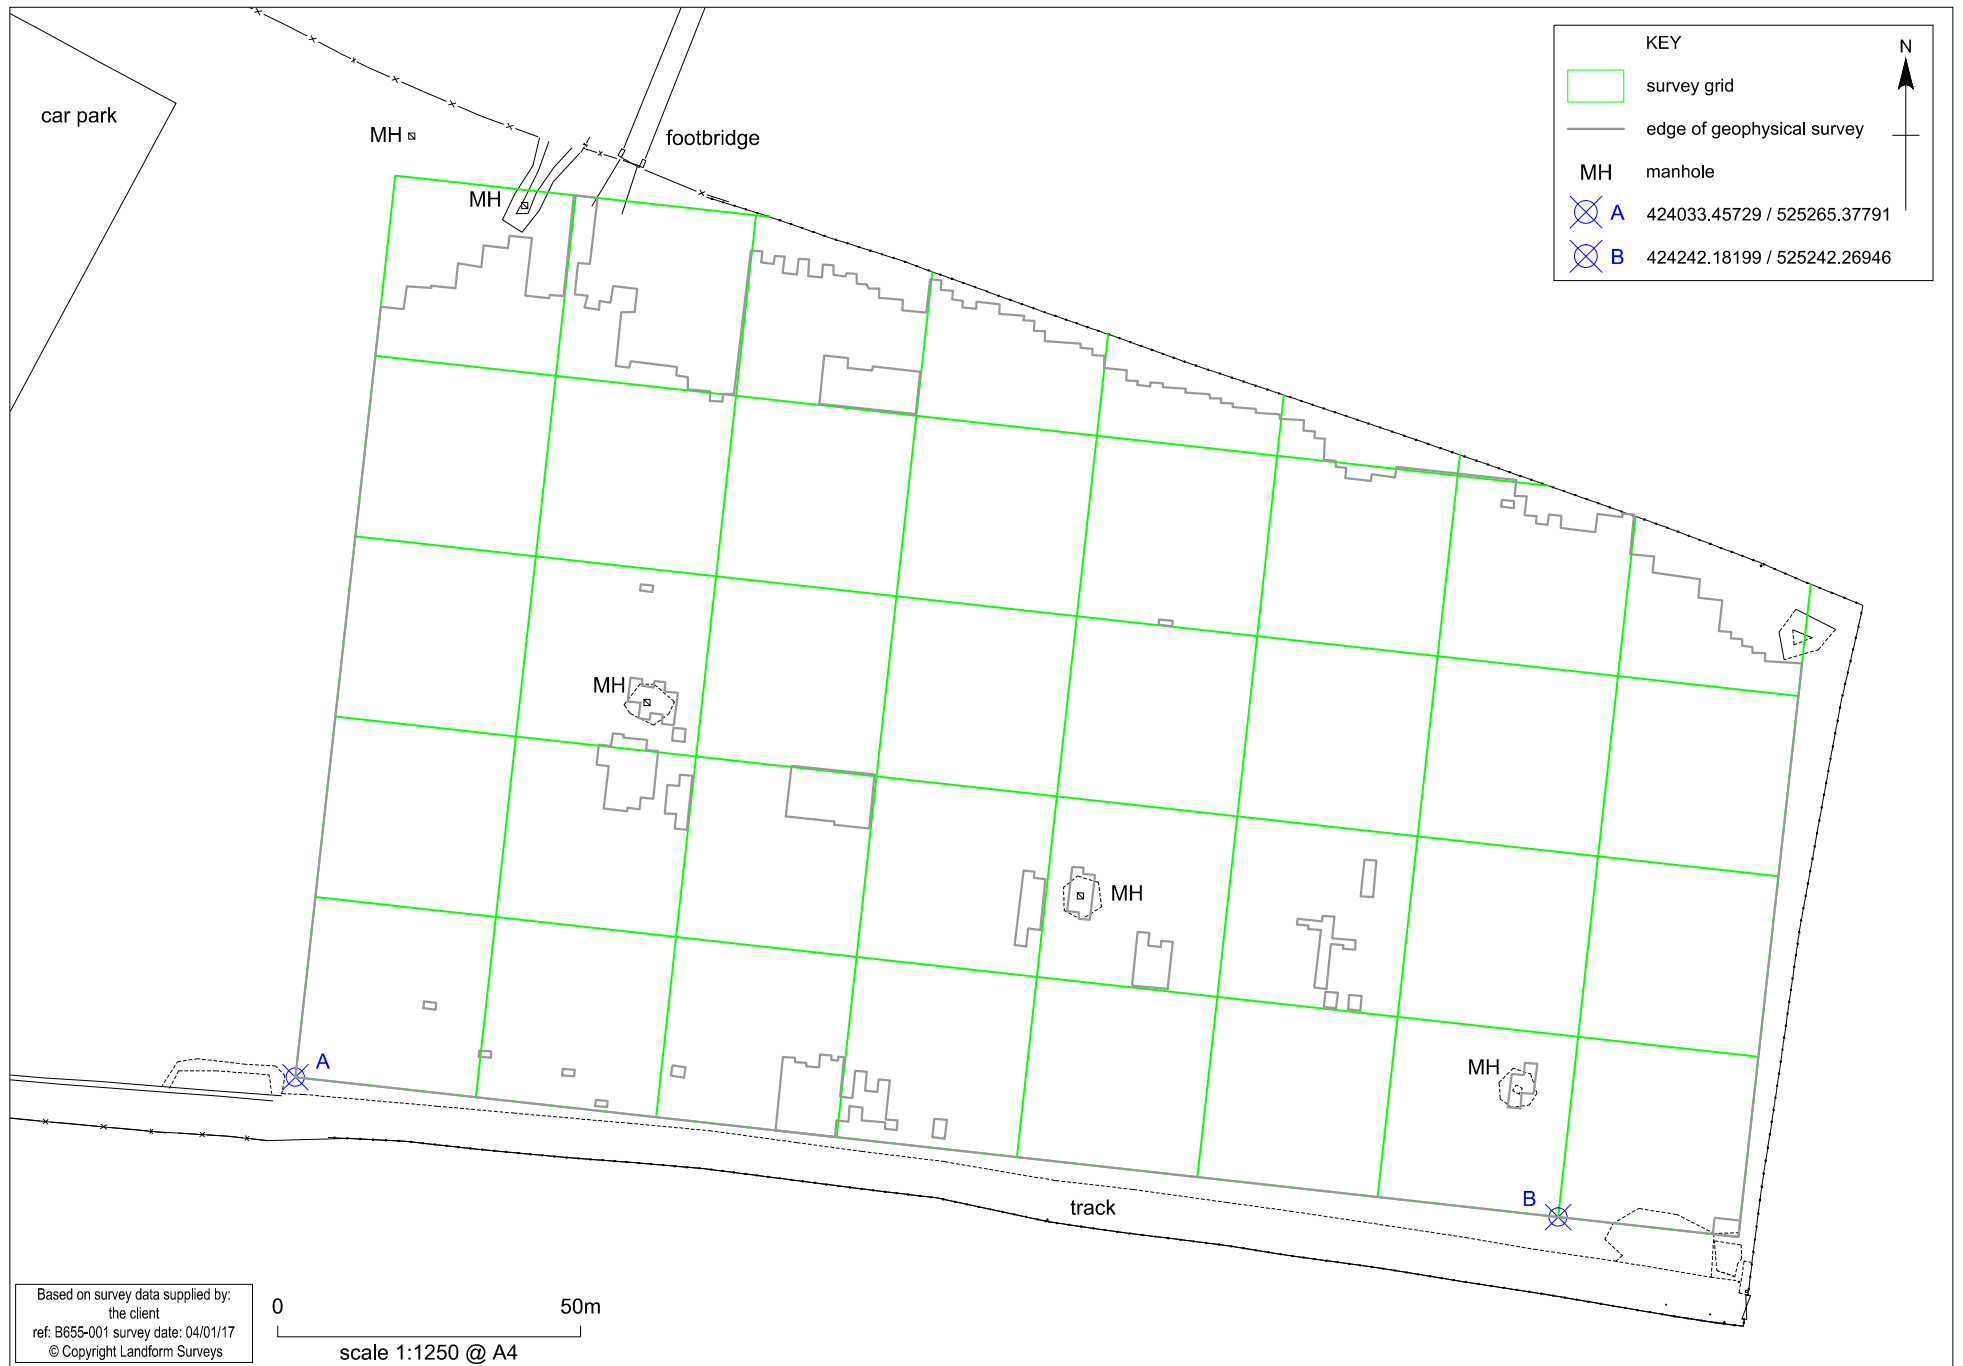 KEY
N
survey grid
edge of geophysical survey
MH manhole
A 424033.45729 / 525265.37791
B 424242.18199 / 525242.26946
car park
MH
footbridge
MH
MH
MH
MH
A
B
track
Based on survey data supplied by:
the client
ref: B655-001 survey date: 04/01/17
© Copyright Landform Surveys
0 50m
scale 1:1250 @ A4